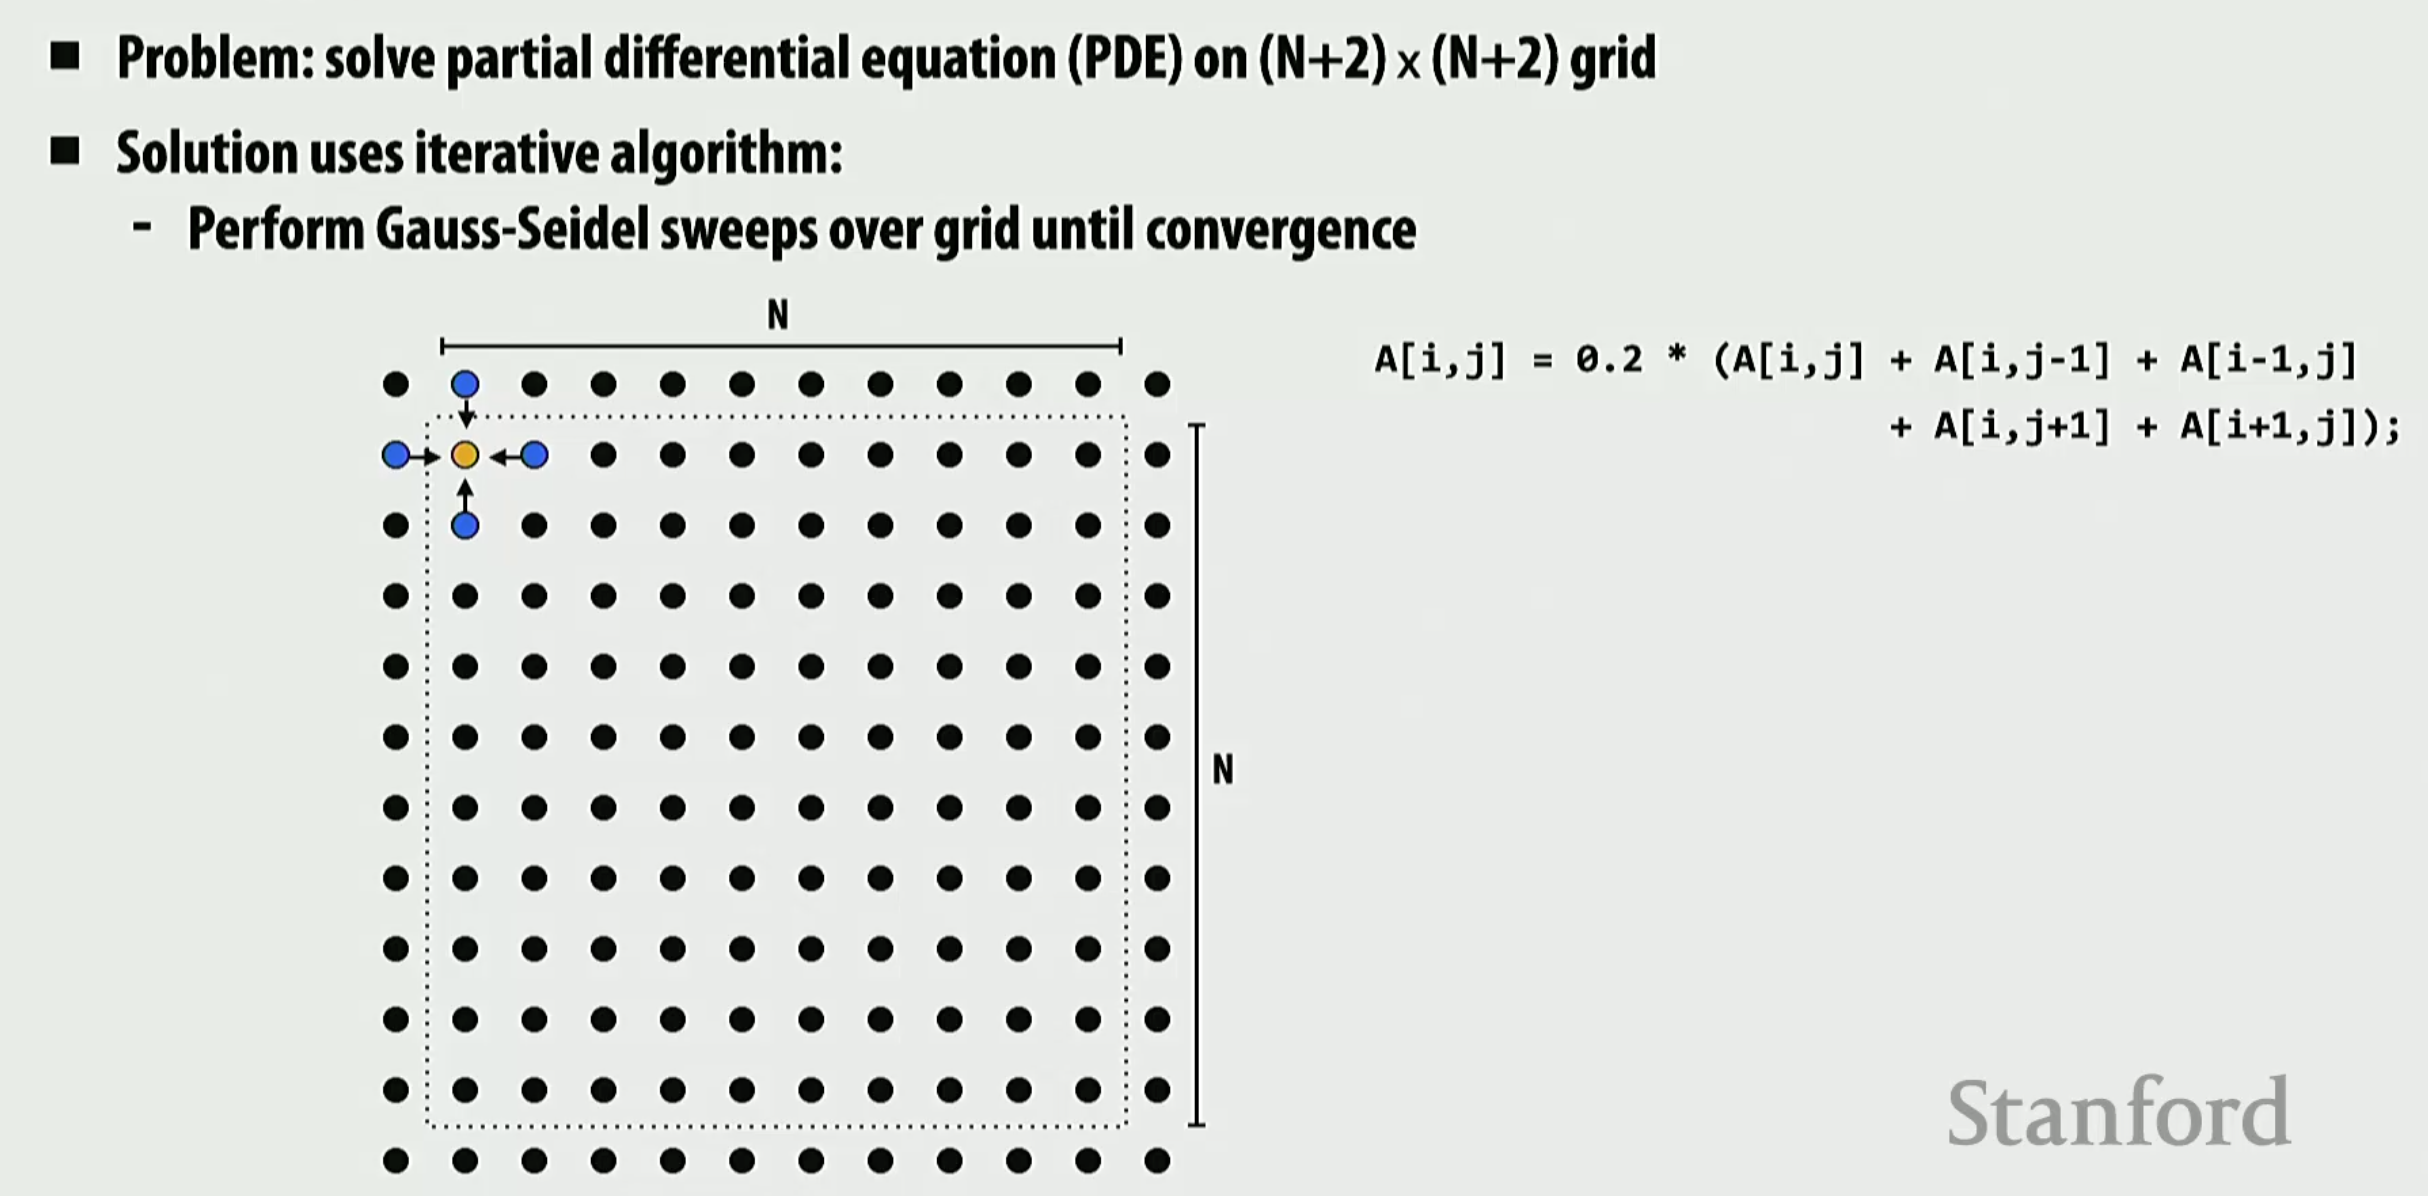 ■ Problem: solve partial differential equation (PDE) on (N+2) x (N+2) grid
■ Solution uses iterative algorithm:
- Perform Gauss-Seidel sweeps over grid until convergence
N
A[i,j] = 0.2 * (A[i,j] + A[i,j-1] + A[i-1,j]
+ A[i,j+1] + A[i+1,j]);
N
Stanford